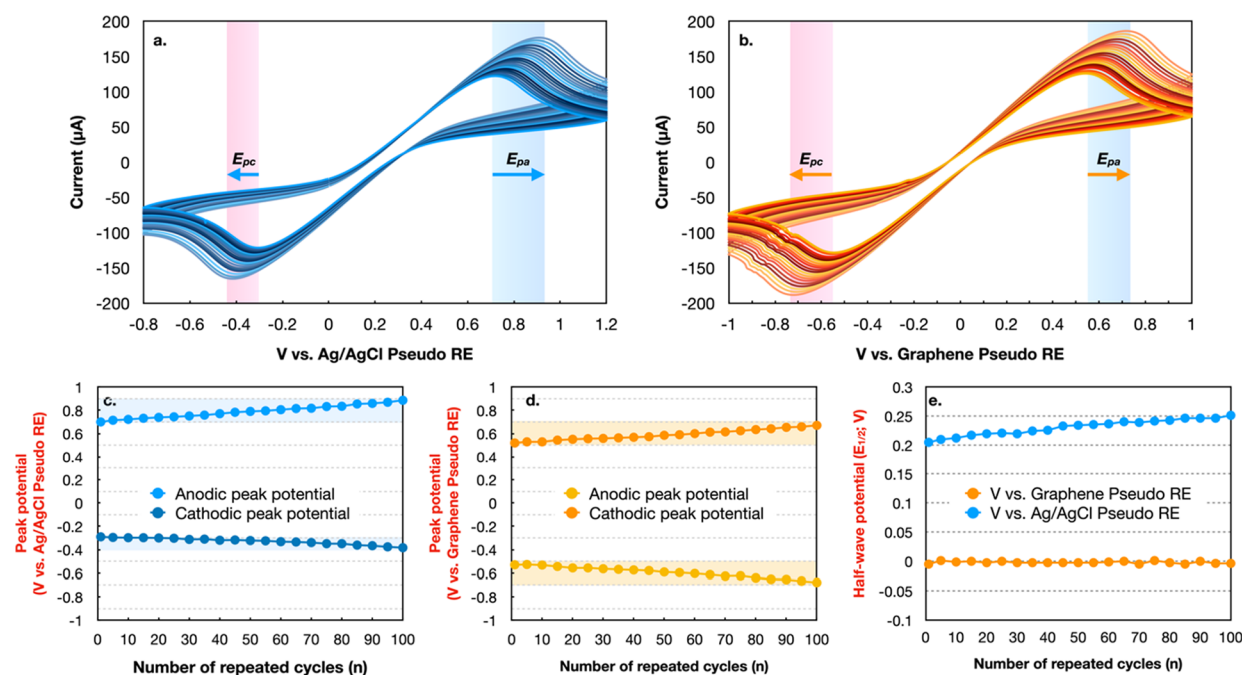 a.
200
150
100
50
0
-50
-100
-150
-200
Current (µA)
Epc
Epa
-0.8 -0.6 -0.4 -0.2 0 0.2 0.4 0.6 0.8 1 1.2
V vs. Ag/AgCl Pseudo RE
b.
200
150
100
50
0
-50
-100
-150
-200
Current (µA)
Epc
Epa
-1 -0.8 -0.6 -0.4 -0.2 0 0.2 0.4 0.6 0.8 1
V vs. Graphene Pseudo RE
c.
1
0.8
0.6
0.4
0.2
0
-0.2
-0.4
-0.6
-0.8
-1
Peak potential
(V vs. Ag/AgCl Pseudo RE)
Anodic peak potential
Cathodic peak potential
0 10 20 30 40 50 60 70 80 90 100
Number of repeated cycles (n)
d.
1
0.8
0.6
0.4
0.2
0
-0.2
-0.4
-0.6
-0.8
-1
Peak potential
(V vs. Graphene Pseudo RE)
Anodic peak potential
Cathodic peak potential
0 10 20 30 40 50 60 70 80 90 100
Number of repeated cycles (n)
e.
0.3
0.25
0.2
0.15
0.1
0.05
0
-0.05
-0.1
Half-wave potential (E1/2; V)
V vs. Graphene Pseudo RE
V vs. Ag/AgCl Pseudo RE
0 10 20 30 40 50 60 70 80 90 100
Number of repeated cycles (n)